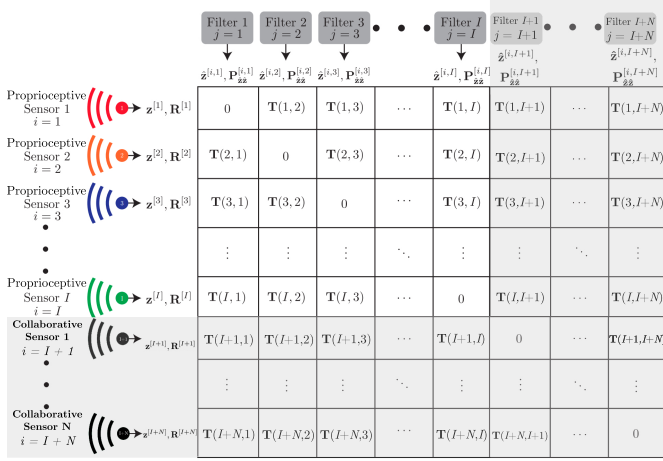 Filter 1 Filter 2 Filter 3 Filter I Filter I+1 Filter I+N
j = 1 j = 2 j = 3 j = I j = I+1 j = I+N
ẑ^[i,1], P_ẑẑ^[i,1] ẑ^[i,2], P_ẑẑ^[i,2] ẑ^[i,3], P_ẑẑ^[i,3] ẑ^[i,I], P_ẑẑ^[i,I] ẑ^[i,I+1], P_ẑẑ^[i,I+1] ẑ^[i,I+N], P_ẑẑ^[i,I+N]
Proprioceptive
Sensor 1 1 z^[1], R^[1] 0 T(1, 2) T(1, 3) ⋯ T(1, I) T(1,I+1) ⋯ T(1,I+N)
i = 1
Proprioceptive
Sensor 2 2 z^[2], R^[2] T(2, 1) 0 T(2, 3) ⋯ T(2, I) T(2,I+1) ⋯ T(2,I+N)
i = 2
Proprioceptive
Sensor 3 3 z^[3], R^[3] T(3, 1) T(3, 2) 0 ⋯ T(3, I) T(3,I+1) ⋯ T(3,I+N)
i = 3
⋮ ⋮ ⋮ ⋱ ⋮ ⋮ ⋱ ⋮
Proprioceptive
Sensor I z^[I], R^[I] T(I, 1) T(I, 2) T(I, 3) ⋯ 0 T(I,I+1) ⋯ T(I,I+N)
i = I
Collaborative
Sensor 1 z^[I+1], R^[I+1] T(I+1,1) T(I+1,2) T(I+1,3) ⋯ T(I+1,I) 0 ⋯ T(I+1,I+N)
i = I + 1
⋮ ⋮ ⋮ ⋱ ⋮ ⋮ ⋱ ⋮
Collaborative
Sensor N z^[I+N], R^[I+N] T(I+N,1) T(I+N,2) T(I+N,3) ⋯ T(I+N,I) T(I+N,I+1) ⋯ 0
i = I + N